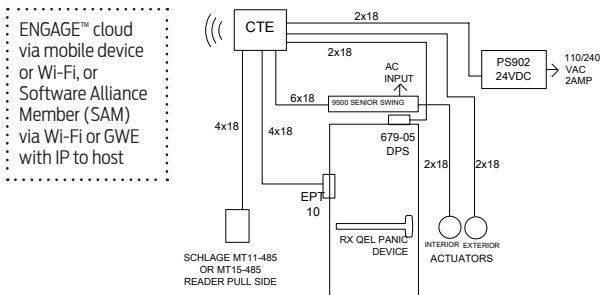 ENGAGE™ cloud
via mobile device
or Wi-Fi, or
Software Alliance
Member (SAM)
via Wi-Fi or GWE
with IP to host
CTE
2x18
2x18
PS902
24VDC
110/240
VAC
2AMP
AC
INPUT
6x18
9500 SENIOR SWING
4x18
4x18
679-05
DPS
2x18
2x18
EPT
10
RX QEL PANIC
DEVICE
INTERIOR
EXTERIOR
ACTUATORS
SCHLAGE MT11-485
OR MT15-485
READER PULL SIDE